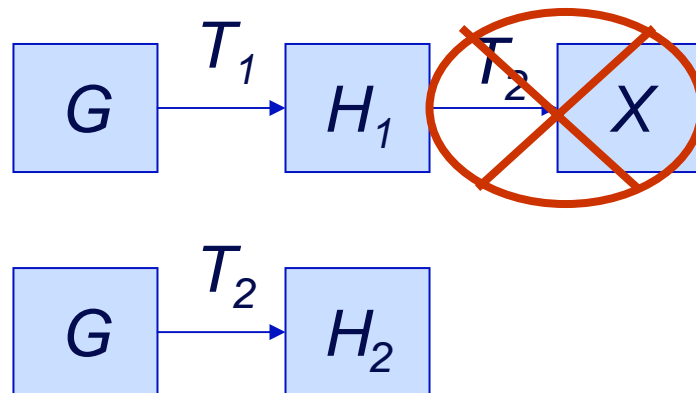 T₁ T₂
G H₁ X
T₂
G H₂